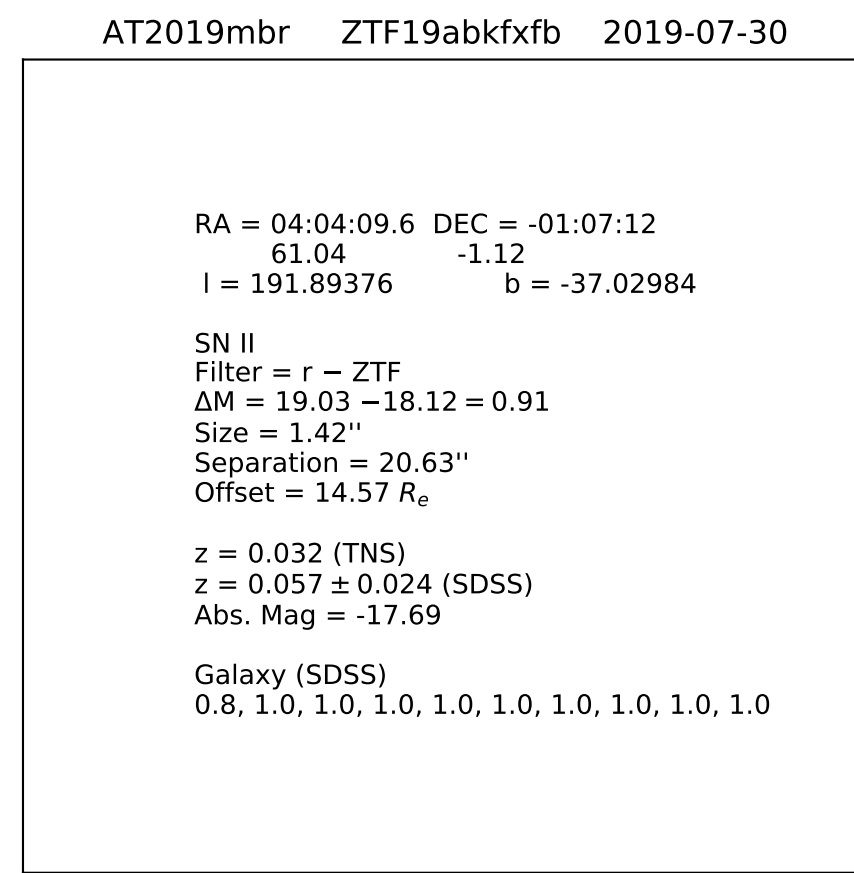 AT2019mbr ZTF19abkfxfb 2019-07-30
RA = 04:04:09.6 DEC = -01:07:12
61.04 -1.12
l = 191.89376 b = -37.02984
SN II
Filter = r − ZTF
ΔM = 19.03 −18.12 = 0.91
Size = 1.42''
Separation = 20.63''
Offset = 14.57 Re
z = 0.032 (TNS)
z = 0.057 ± 0.024 (SDSS)
Abs. Mag = -17.69
Galaxy (SDSS)
0.8, 1.0, 1.0, 1.0, 1.0, 1.0, 1.0, 1.0, 1.0, 1.0